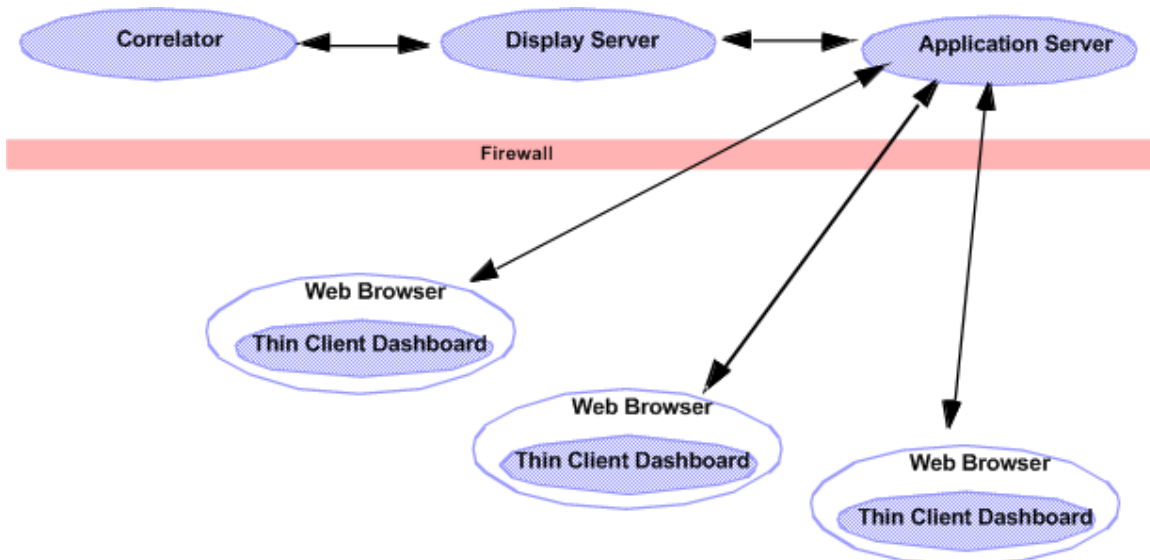 Correlator
Display Server
Application Server
Firewall
Web Browser
Thin Client Dashboard
Web Browser
Thin Client Dashboard
Web Browser
Thin Client Dashboard